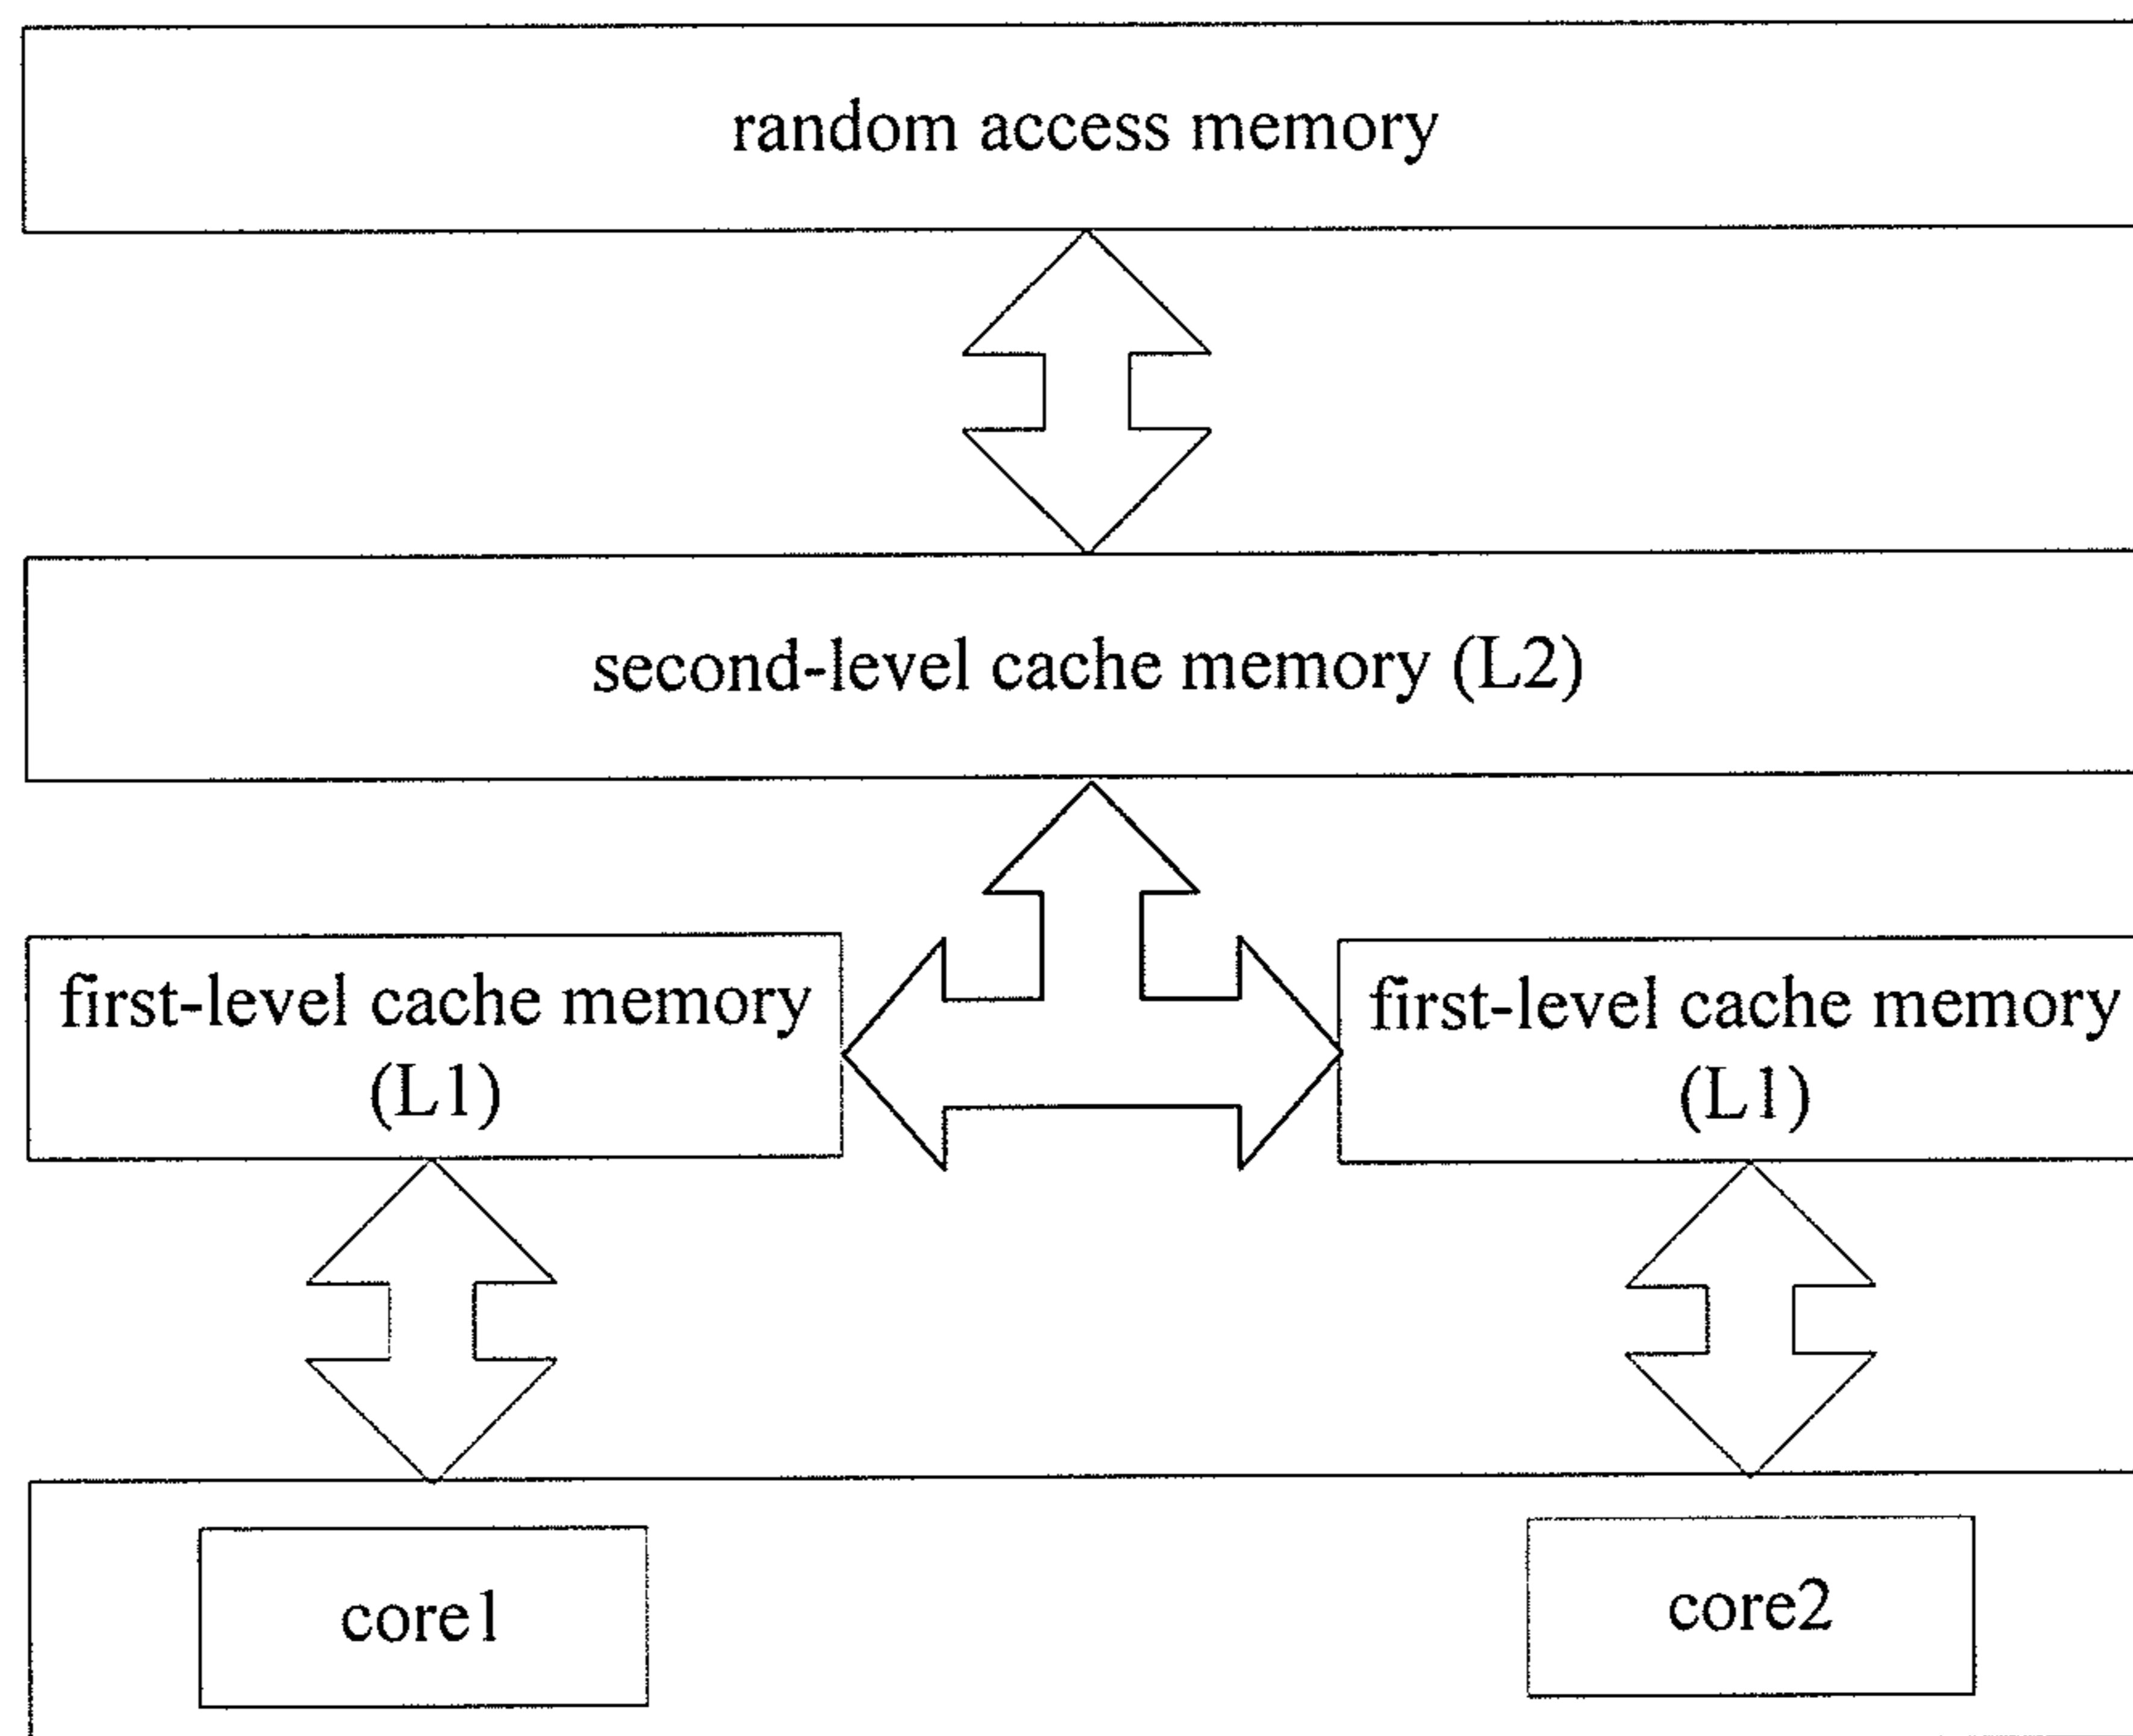 random access memory
second-level cache memory (L2)
first-level cache memory
(L1)
first-level cache memory
(L1)
core1
core2